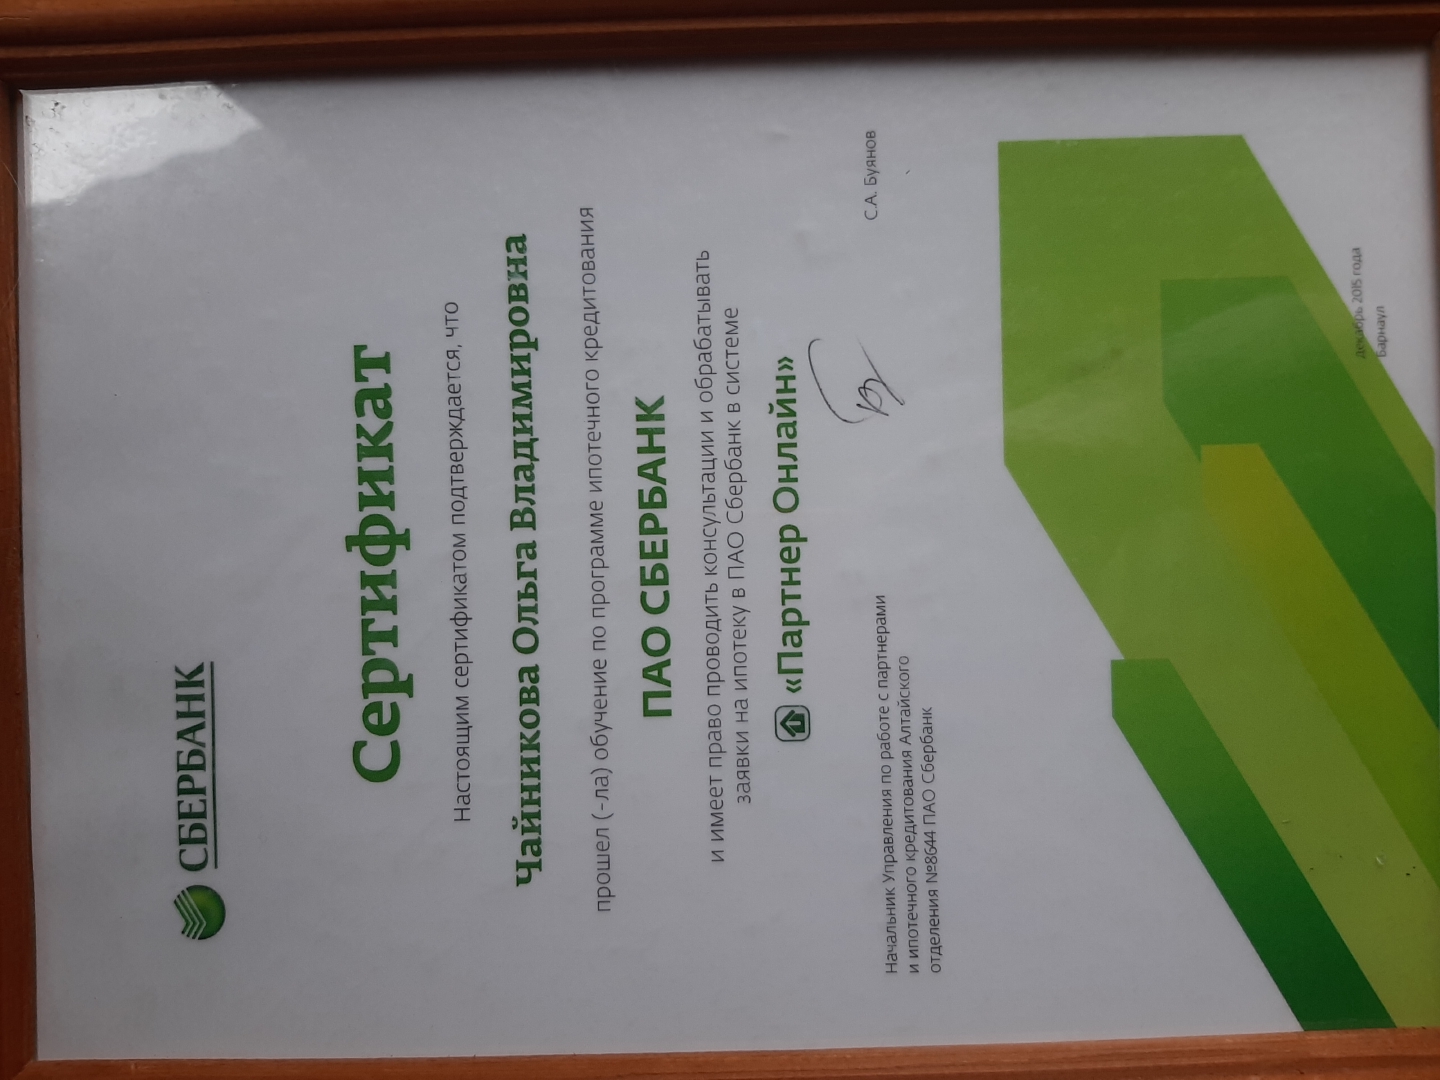 СБЕРБАНК
Сертификат
Настоящим сертификатом подтверждается, что
Чайникова Ольга Владимировна
прошел (-ла) обучение по программе ипотечного кредитования
ПАО СБЕРБАНК
и имеет право проводить консультации и обрабатывать
заявки на ипотеку в ПАО Сбербанк в системе
«Партнер Онлайн»
Начальник Управления по работе с партнерами
и ипотечного кредитования Алтайского
отделения №8644 ПАО Сбербанк
С.А. Буянов
декабрь 2015 года
Барнаул